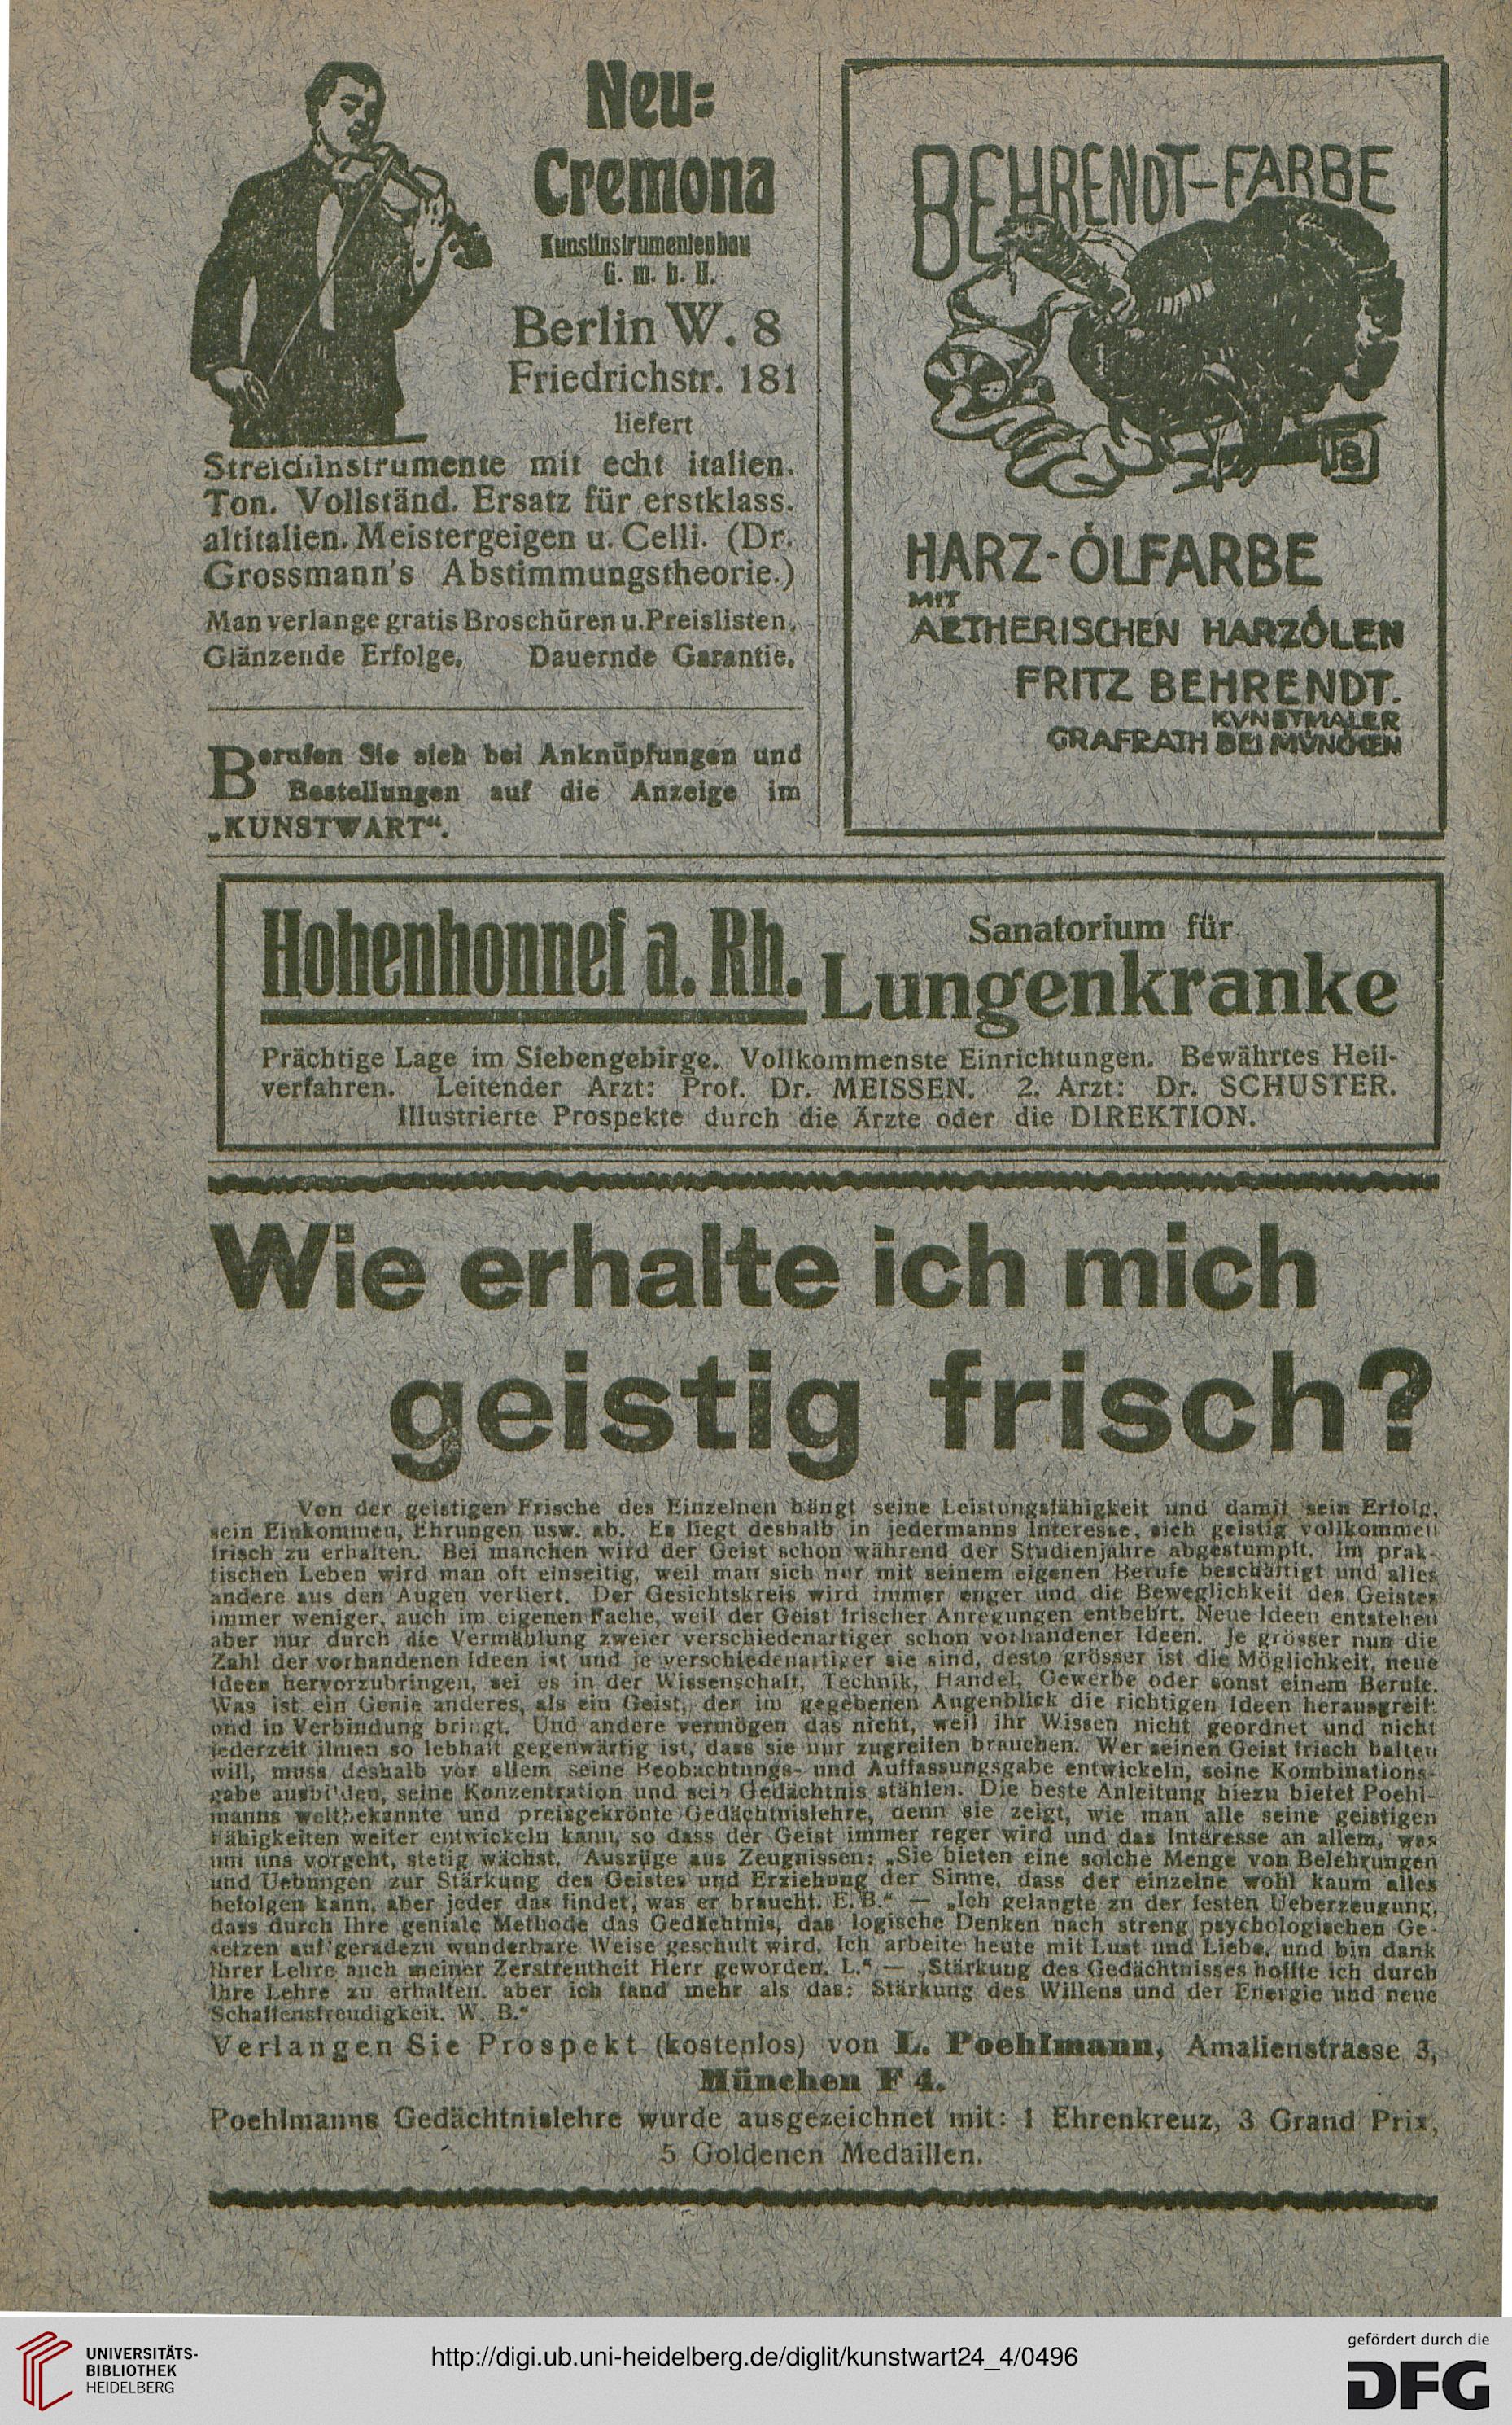 Neu=
Cremona
Kunstinstrumentenbau
G. m. b. H.
Berlin W. 8
Friedrichstr. 181
liefert
Streichinstrumente mit echt italien.
Ton. Vollständ. Ersatz für erstklass.
altitalien. Meistergeigen u. Celli. (Dr.
Grossmann's Abstimmungstheorie.)
Man verlange gratis Broschüren u. Preislisten.
Glänzende Erfolge. Dauernde Garantie.
Berufen Sie sich bei Anknüpfungen und
Bestellungen auf die Anzeige im
„KUNSTWART“.
BEHRENDT-FARBE
FB
HARZ-ÖLFARBE
MIT
AETHERISCHEN HARZÖLEN
FRITZ BEHRENDT.
KVNSTMALER
GRAFRATH BEI MVNCHEN
Hohenhonnef a. Rh.
Sanatorium für
Lungenkranke
Prächtige Lage im Siebengebirge. Vollkommenste Einrichtungen. Bewährtes Heil-
verfahren. Leitender Arzt: Prof. Dr. MEISSEN. 2. Arzt: Dr. SCHUSTER.
Illustrierte Prospekte durch die Ärzte oder die DIREKTION.
Wie erhalte ich mich
geistig frisch?
Von der geistigen Frische des Einzelnen hängt seine Leistungsfähigkeit und damit sein Erfolg,
sein Einkommen, Ehrungen usw. ab. Es liegt deshalb in jedermanns Interesse, sich geistig vollkommen
frisch zu erhalten. Bei manchen wird der Geist schon während der Studienjahre abgestumpft. Im prak-
tischen Leben wird man oft einseitig, weil man sich nur mit seinem eigenen Berufe beschäftigt und alles
andere aus den Augen verliert. Der Gesichtskreis wird immer enger und die Beweglichkeit des Geistes
immer weniger, auch im eigenen Fache, weil der Geist frischer Anregungen entbehrt. Neue Ideen entstehen
aber nur durch die Vermählung zweier verschiedenartiger schon vorhandener Ideen. Je grösser nun die
Zahl der vorhandenen Ideen ist und je verschiedenartiger sie sind, desto grösser ist die Möglichkeit, neue
Ideen hervorzubringen, sei es in der Wissenschaft, Technik, Handel, Gewerbe oder sonst einem Berufe.
Was ist ein Genie anderes, als ein Geist, der im gegebenen Augenblick die richtigen Ideen herausgreift
und in Verbindung bringt. Und andere vermögen das nicht, weil ihr Wissen nicht geordnet und nicht
jederzeit ihnen so lebhaft gegenwärtig ist, dass sie nur zugreifen brauchen. Wer seinen Geist frisch halten
will, muss deshalb vor allem seine Beobachtungs- und Auffassungsgabe entwickeln, seine Kombinations-
gabe ausbilden, seine Konzentration und sein Gedächtnis stählen. Die beste Anleitung hiezu bietet Poehl-
manns weltbekannte und preisgekrönte Gedächtnislehre, denn sie zeigt, wie man alle seine geistigen
Fähigkeiten weiter entwickeln kann, so dass der Geist immer reger wird und das Interesse an allem, was
um uns vorgeht, stetig wächst. Auszüge aus Zeugnissen: „Sie bieten eine solche Menge von Belehrungen
und Uebungen zur Stärkung des Geistes und Erziehung der Sinne, dass der einzelne wohl kaum alles
befolgen kann, aber jeder das findet, was er braucht. E. B.“ — „Ich gelangte zu der festen Ueberzeugung,
dass durch Ihre geniale Methode das Gedächtnis, das logische Denken nach streng psychologischen Ge-
setzen auf geradezu wunderbare Weise geschult wird. Ich arbeite heute mit Lust und Liebe, und bin dank
Ihrer Lehre auch meiner Zerstreutheit Herr geworden. L.“ — „Stärkung des Gedächtnisses hoffte ich durch
Ihre Lehre zu erhalten, aber ich fand mehr als das: Stärkung des Willens und der Energie und neue
Schaffensfreudigkeit. W. B.“
Verlangen Sie Prospekt (kostenlos) von L. Poehlmann, Amalienstrasse 3,
München F 4.
Poehlmanns Gedächtnislehre wurde ausgezeichnet mit: 1 Ehrenkreuz, 3 Grand Prix,
5 Goldenen Medaillen.
UNIVERSITÄTS-
BIBLIOTHEK
HEIDELBERG
http://digi.ub.uni-heidelberg.de/diglit/kunstwart24_4/0496
gefördert durch die
DFG